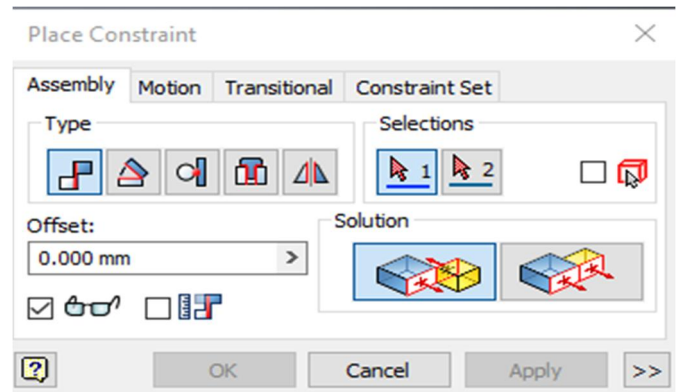 Place Constraint
Assembly Motion Transitional Constraint Set
Type
Selections
1 2
Offset:
Solution
0.000 mm >
? OK Cancel Apply >>